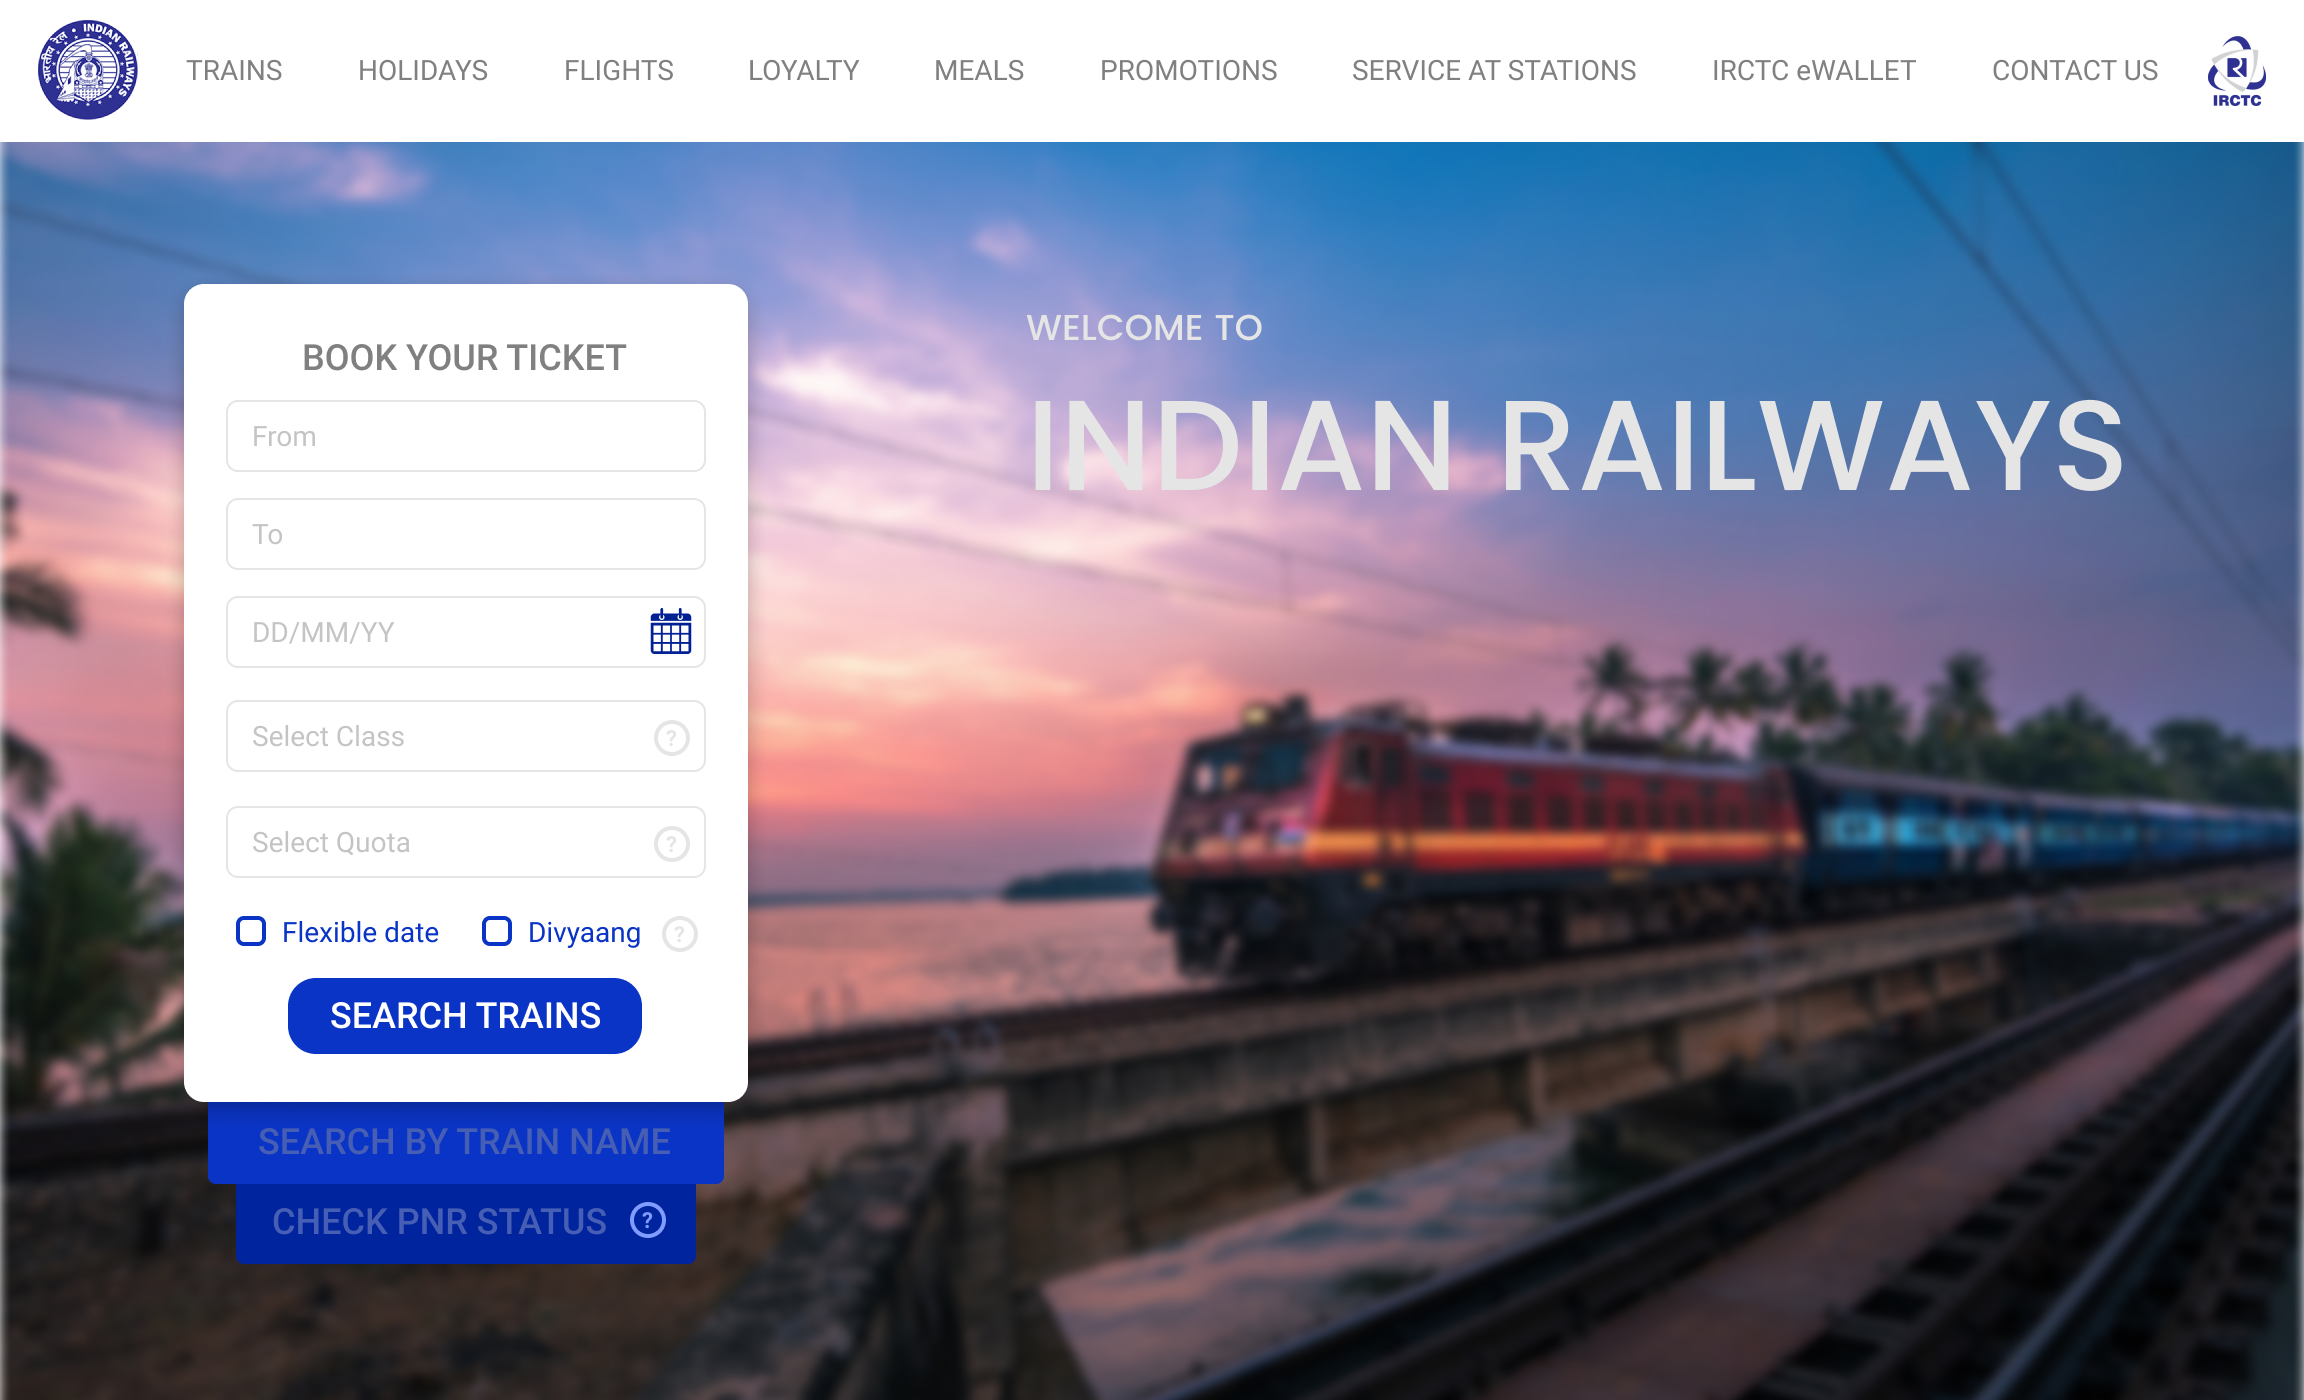 भारतीय रेल • INDIAN RAILWAYS
TRAINS
HOLIDAYS
FLIGHTS
LOYALTY
MEALS
PROMOTIONS
SERVICE AT STATIONS
IRCTC eWALLET
CONTACT US
IRCTC
BOOK YOUR TICKET
From
To
DD/MM/YY
Select Class ?
Select Quota ?
Flexible date
Divyaang ?
SEARCH TRAINS
SEARCH BY TRAIN NAME
CHECK PNR STATUS ?
WELCOME TO
INDIAN RAILWAYS